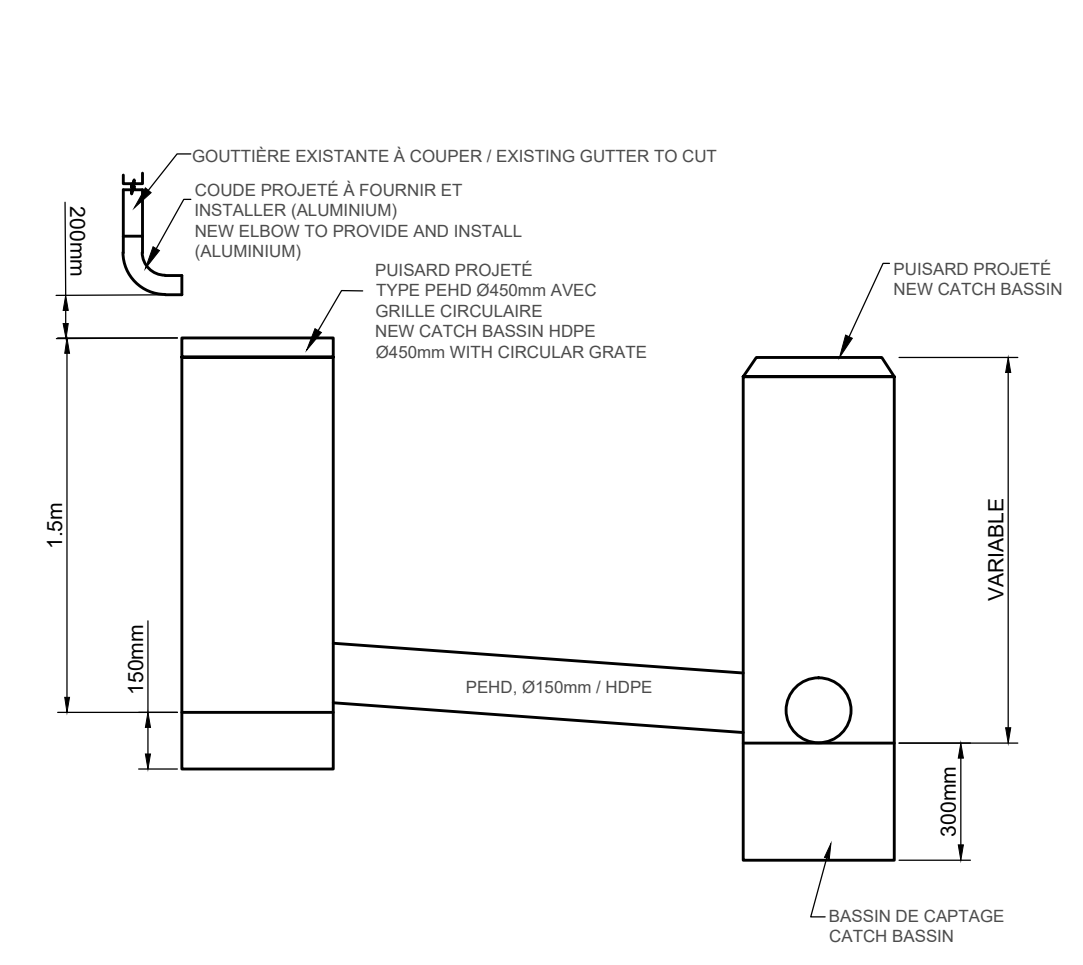 GOUTTIÈRE EXISTANTE À COUPER / EXISTING GUTTER TO CUT
COUDE PROJETÉ À FOURNIR ET
INSTALLER (ALUMINIUM)
NEW ELBOW TO PROVIDE AND INSTALL
(ALUMINIUM)
200mm
PUISARD PROJETÉ
TYPE PEHD Ø450mm AVEC
GRILLE CIRCULAIRE
NEW CATCH BASSIN HDPE
Ø450mm WITH CIRCULAR GRATE
PUISARD PROJETÉ
NEW CATCH BASSIN
1.5m
VARIABLE
150mm
PEHD, Ø150mm / HDPE
300mm
BASSIN DE CAPTAGE
CATCH BASSIN